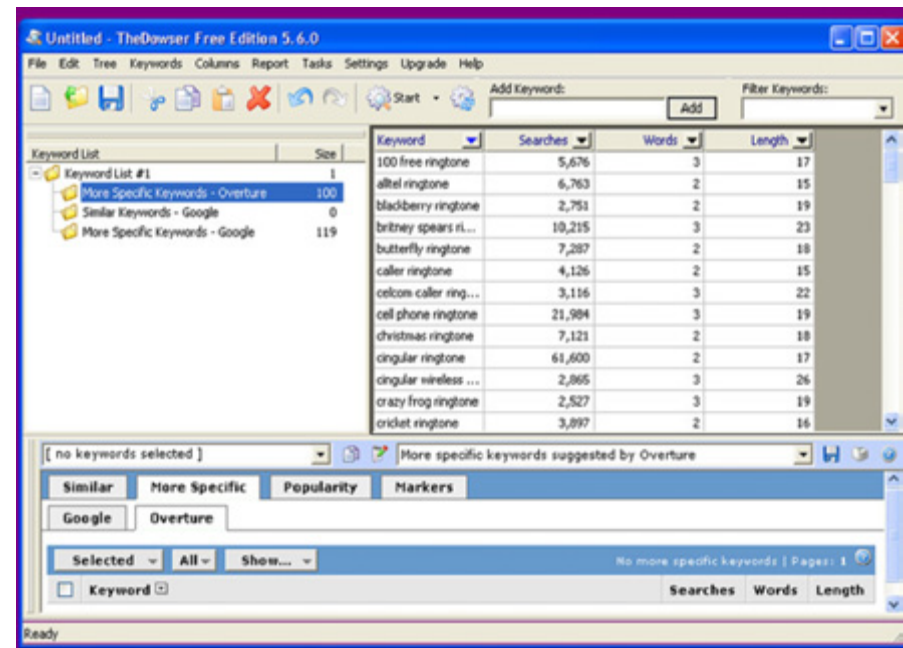 Untitled - TheDowser Free Edition 5.6.0
File Edit Tree Keywords Columns Report Tasks Settings Upgrade Help
Start
Add Keyword:
Add
Filter Keywords:
Keyword List Size
Keyword List #1 1
More Specific Keywords - Overture 100
Similar Keywords - Google 0
More Specific Keywords - Google 119
Keyword Searches Words Length
100 free ringtone 5,676 3 17
alltel ringtone 6,763 2 15
blackberry ringtone 2,751 2 19
britney spears ri... 10,215 3 23
butterfly ringtone 7,287 2 18
caller ringtone 4,126 2 15
celcom caller ring... 3,116 3 22
cell phone ringtone 21,984 3 19
christmas ringtone 7,121 2 18
cingular ringtone 61,600 2 17
cingular wireless ... 2,865 3 26
crazy frog ringtone 2,527 3 19
cricket ringtone 3,897 2 16
[ no keywords selected ]
More specific keywords suggested by Overture
Similar More Specific Popularity Markers
Google Overture
Selected All Show...
No more specific keywords | Pages: 1
Keyword Searches Words Length
Ready